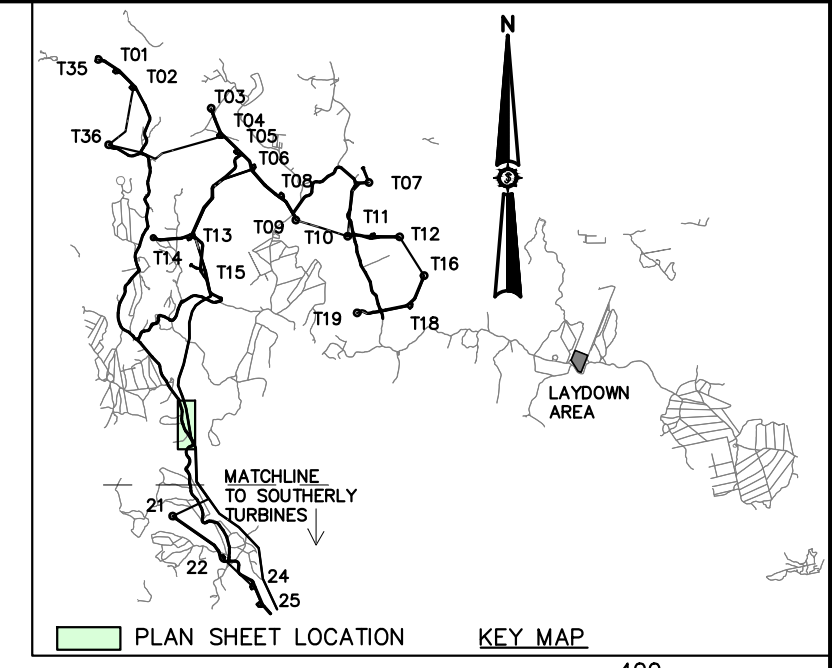 N
T01
T35
T02
T03
T04
T05
T36
T06
T07
T08
T09
T11
T10
T12
T13
T14
T15
T16
T19
T18
LAYDOWN
AREA
MATCHLINE
TO SOUTHERLY
TURBINES
21
22
24
25
PLAN SHEET LOCATION
KEY MAP